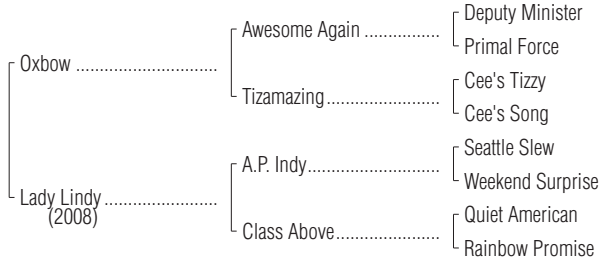 Deputy Minister
Awesome Again ................
Primal Force
Oxbow ..............................
Cee's Tizzy
Tizamazing........................
Cee's Song
Seattle Slew
A.P. Indy............................
Weekend Surprise
Lady Lindy ........................
(2008)
Quiet American
Class Above......................
Rainbow Promise